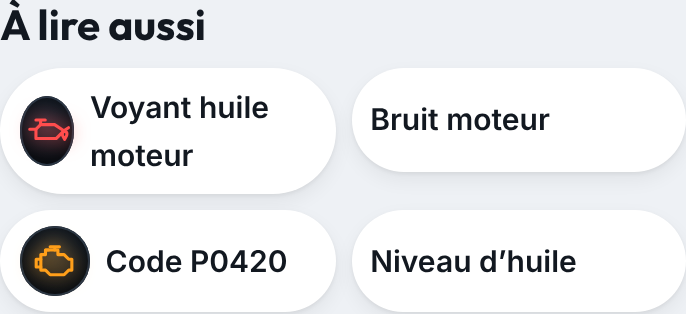 À lire aussi
Voyant huile
moteur
Bruit moteur
Code P0420
Niveau d’huile